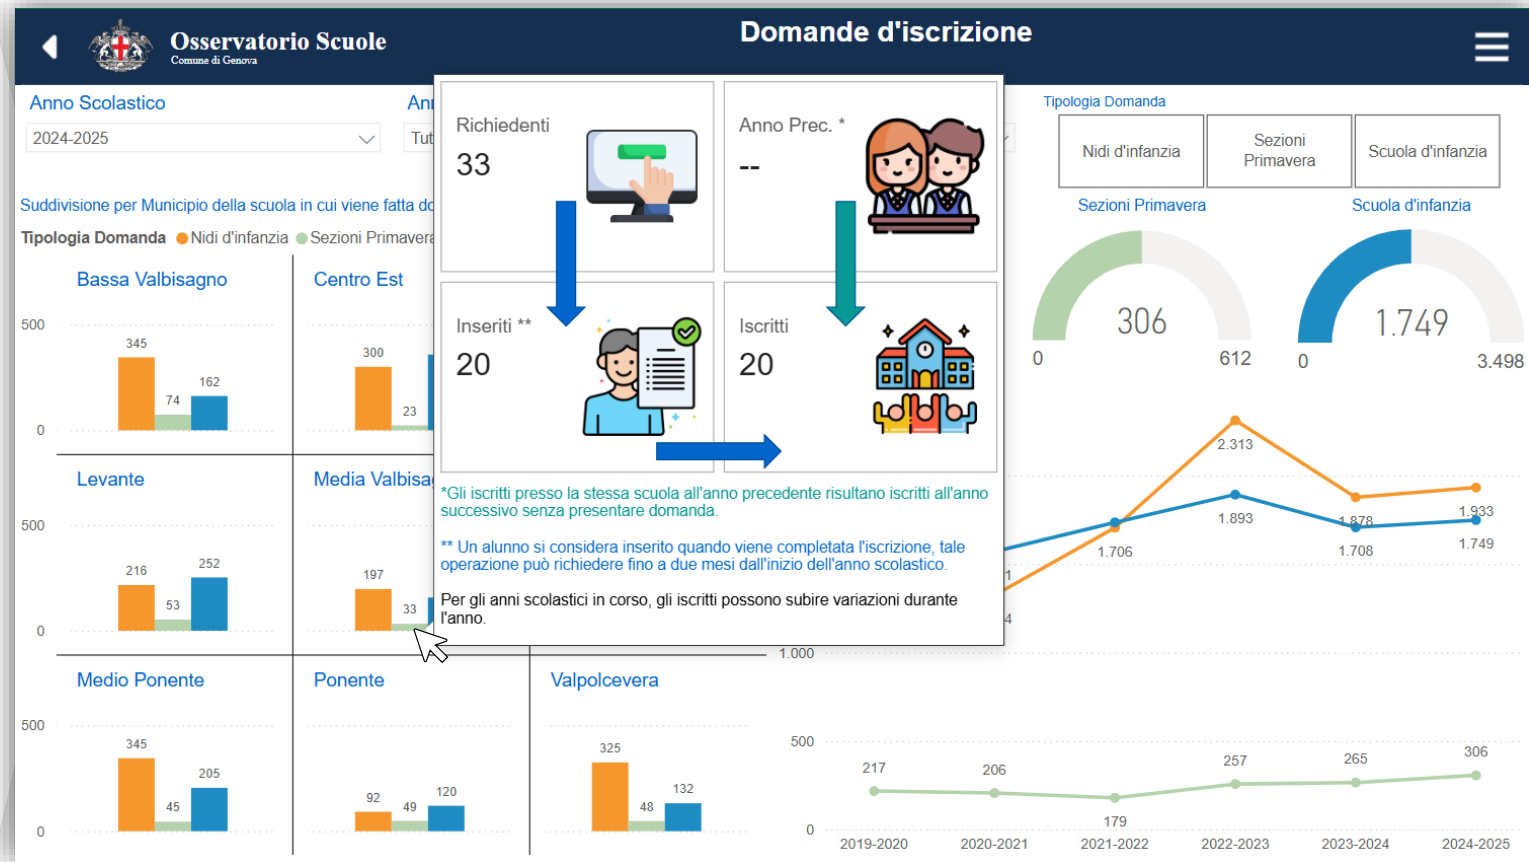 Osservatorio Scuole
Comune di Genova
Domande d'iscrizione
Anno Scolastico
2024-2025
Tipologia Domanda
Nidi d'infanzia
Sezioni
Primavera
Scuola d'infanzia
Suddivisione per Municipio della scuola in cui viene fatta
Tipologia Domanda Nidi d'infanzia Sezioni Primavera
Richiedenti
33
Anno Prec. *
--
Inseriti **
20
Iscritti
20
*Gli iscritti presso la stessa scuola all'anno precedente risultano iscritti all'anno
successivo senza presentare domanda.
** Un alunno si considera inserito quando viene completata l'iscrizione, tale
operazione può richiedere fino a due mesi dall'inizio dell'anno scolastico.
Per gli anni scolastici in corso, gli iscritti possono subire variazioni durante
l'anno.
Sezioni Primavera
306
0
612
Scuola d'infanzia
1.749
0
3.498
Bassa Valbisagno
500
345
74
162
0
Centro Est
300
23
Levante
500
216
53
252
0
Media
197
33
Medio Ponente
500
345
45
205
0
Ponente
92
49
120
Valpolcevera
325
48
132
2.313
1.893
1.706
1.878
1.708
1.933
1.749
1.000
500
0
217
206
179
257
265
306
2019-2020
2020-2021
2021-2022
2022-2023
2023-2024
2024-2025